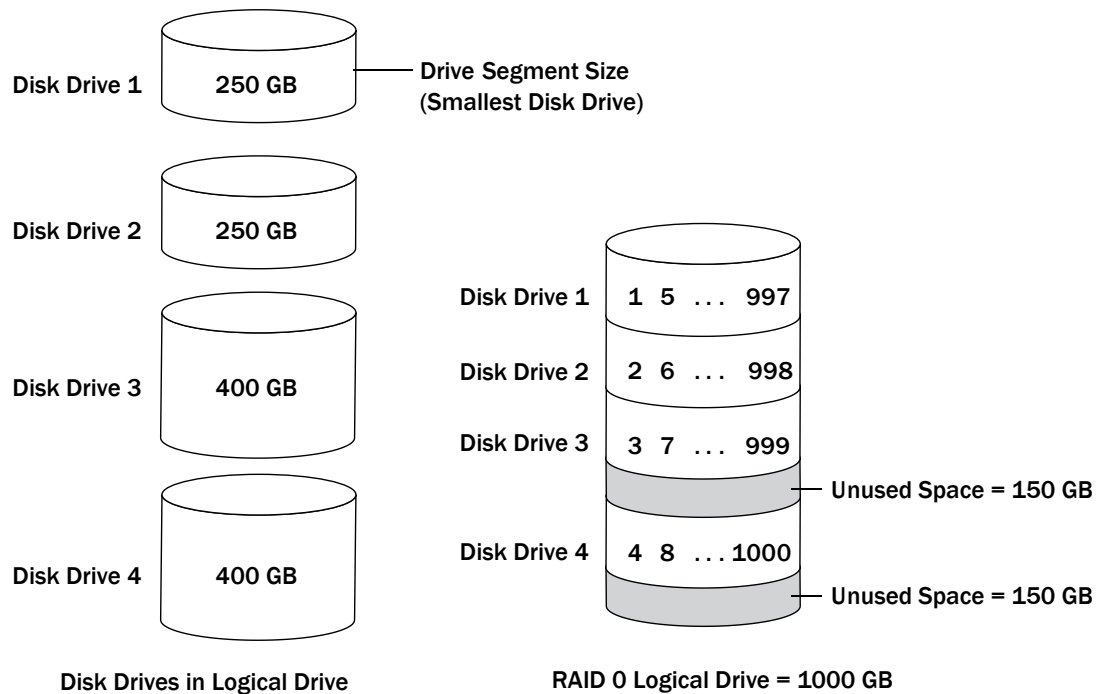 Disk Drive 1
250 GB
Drive Segment Size
(Smallest Disk Drive)
Disk Drive 2
250 GB
Disk Drive 3
400 GB
Disk Drive 4
400 GB
Disk Drives in Logical Drive
Disk Drive 1
1 5 ... 997
Disk Drive 2
2 6 ... 998
Disk Drive 3
3 7 ... 999
Unused Space = 150 GB
Disk Drive 4
4 8 ... 1000
Unused Space = 150 GB
RAID 0 Logical Drive = 1000 GB